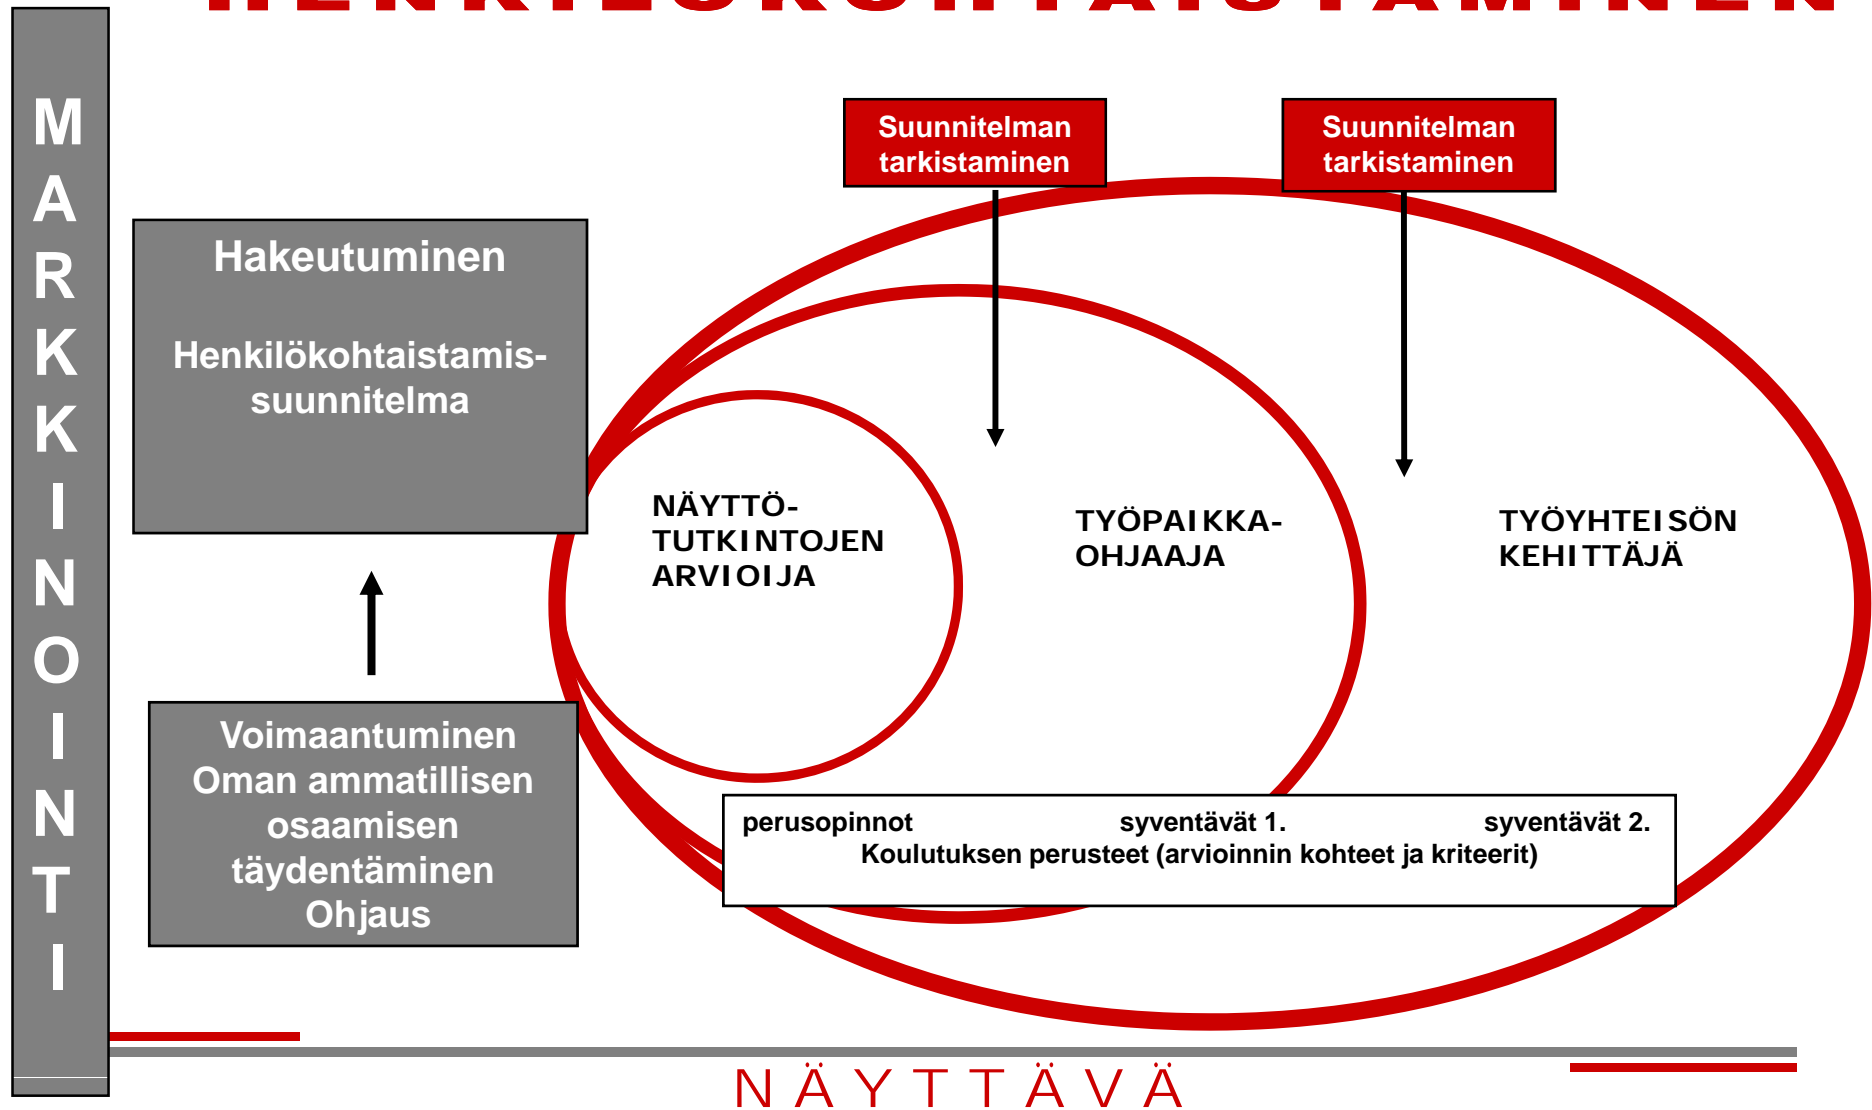 HENKILÖKOHTAISTAMINEN
MARKKINOINTI
Suunnitelman
tarkistaminen
Suunnitelman
tarkistaminen
Hakeutuminen
Henkilökohtaistamis-
suunnitelma
NÄYTTÖ-
TUTKINTOJEN
ARVIOIJA
TYÖPAIKKA-
OHJAAJA
TYÖYHTEISÖN
KEHITTÄJÄ
Voimaantuminen
Oman ammatillisen
osaamisen
täydentäminen
Ohjaus
perusopinnot syventävät 1. syventävät 2.
Koulutuksen perusteet (arvioinnin kohteet ja kriteerit)
NÄYTTÄVÄ